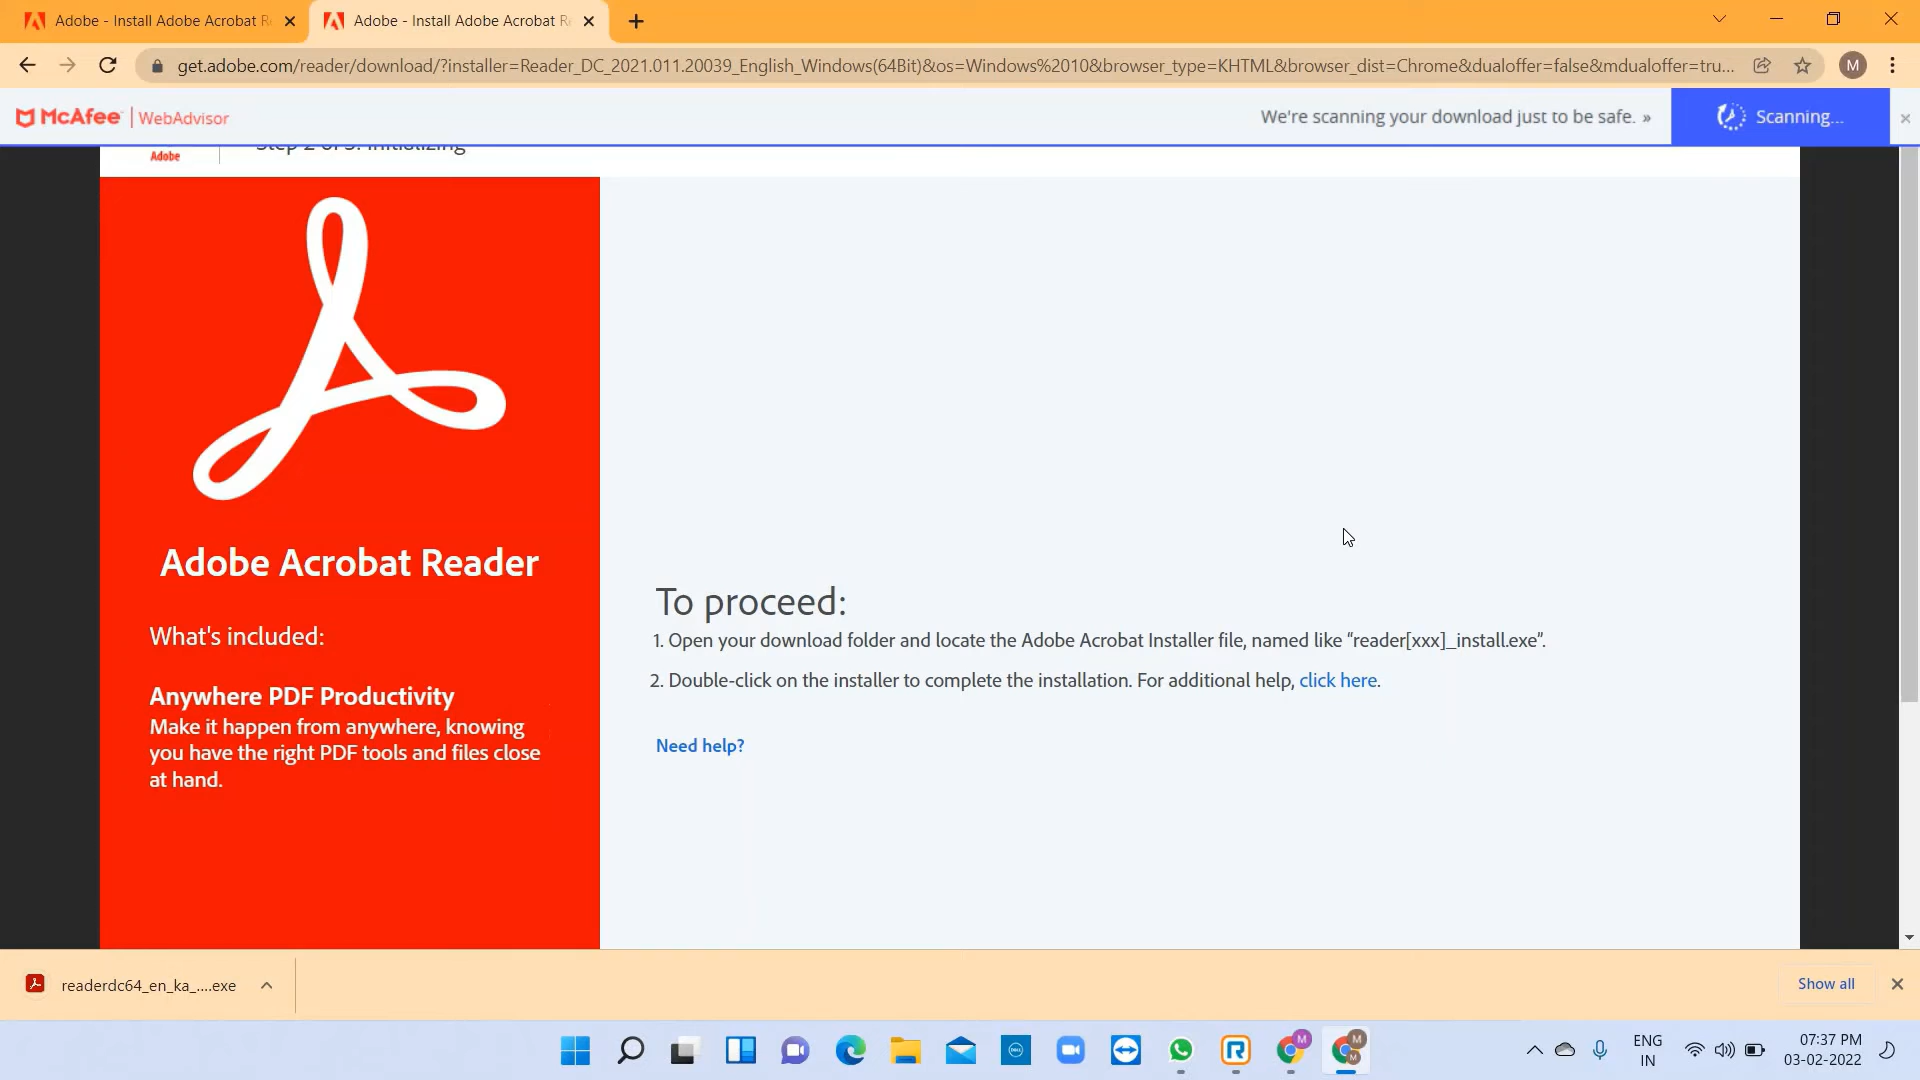 Adobe - Install Adobe Acrobat R
Adobe - Install Adobe Acrobat R
get.adobe.com/reader/download/?installer=Reader_DC_2021.011.20039_English_Windows(64Bit)&os=Windows%2010&browser_type=KHTML&browser_dist=Chrome&dualoffer=false&mdualoffer=tru...
M
McAfee | WebAdvisor
We're scanning your download just to be safe. »
Scanning...
Adobe
Step 2 of 3: Initializing
Adobe Acrobat Reader
What's included:
Anywhere PDF Productivity
Make it happen from anywhere, knowing
you have the right PDF tools and files close
at hand.
To proceed:
1. Open your download folder and locate the Adobe Acrobat Installer file, named like “reader[xxx]_install.exe”.
2. Double-click on the installer to complete the installation. For additional help, click here.
Need help?
readerdc64_en_ka_....exe
Show all
DELL
R
M
M
M
ENG
IN
07:37 PM
03-02-2022